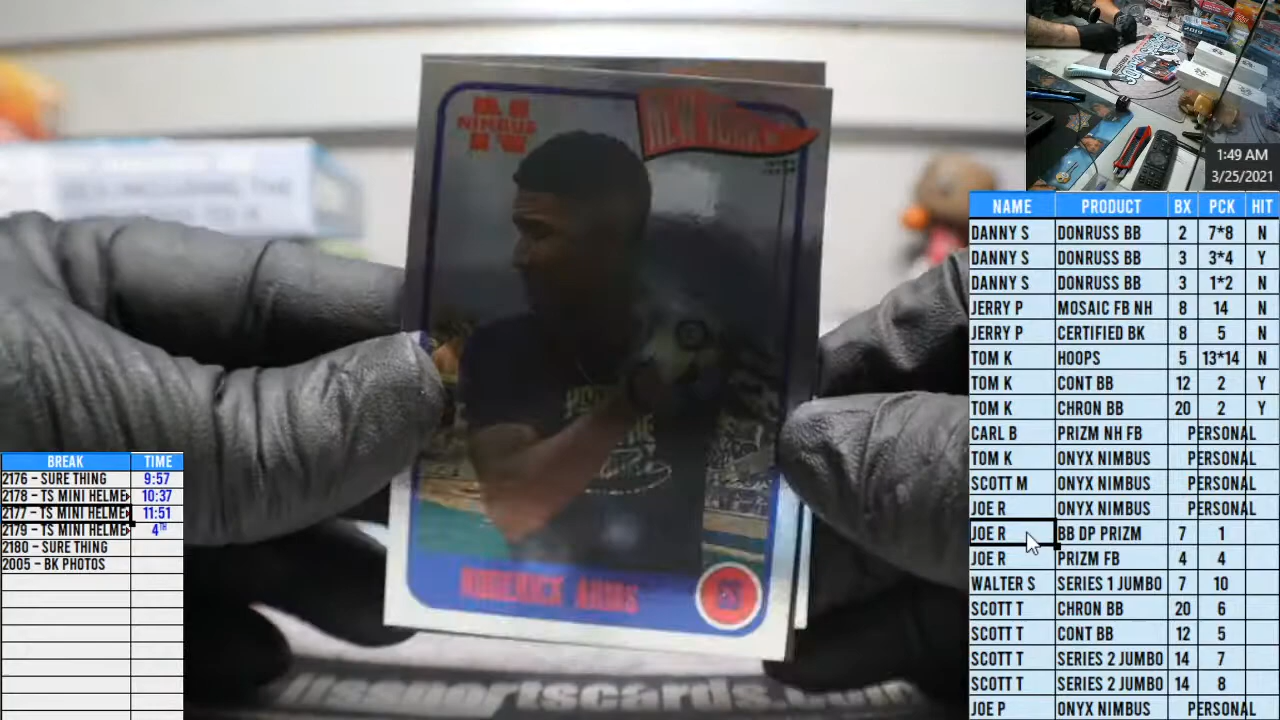 N
NIMBUS
NEW YORK
RODERICK ARIAS
SS
itssportscards.com
1:49 AM
3/25/2021
NAME PRODUCT BX PCK HIT
DANNY S DONRUSS BB 2 7*8 N
DANNY S DONRUSS BB 3 3*4 Y
DANNY S DONRUSS BB 3 1*2 N
JERRY P MOSAIC FB NH 8 14 N
JERRY P CERTIFIED BK 8 5 N
TOM K HOOPS 5 13*14 N
TOM K CONT BB 12 2 Y
TOM K CHRON BB 20 2 Y
CARL B PRIZM NH FB PERSONAL
TOM K ONYX NIMBUS PERSONAL
SCOTT M ONYX NIMBUS PERSONAL
JOE R ONYX NIMBUS PERSONAL
JOE R BB DP PRIZM 7 1
JOE R PRIZM FB 4 4
WALTER S SERIES 1 JUMBO 7 10
SCOTT T CHRON BB 20 6
SCOTT T CONT BB 12 5
SCOTT T SERIES 2 JUMBO 14 7
SCOTT T SERIES 2 JUMBO 14 8
JOE P ONYX NIMBUS PERSONAL
BREAK TIME
2176 – SURE THING 9:57
2178 – TS MINI HELME 10:37
2177 – TS MINI HELME 11:51
2179 – TS MINI HELME 4TH
2180 – SURE THING
2005 – BK PHOTOS